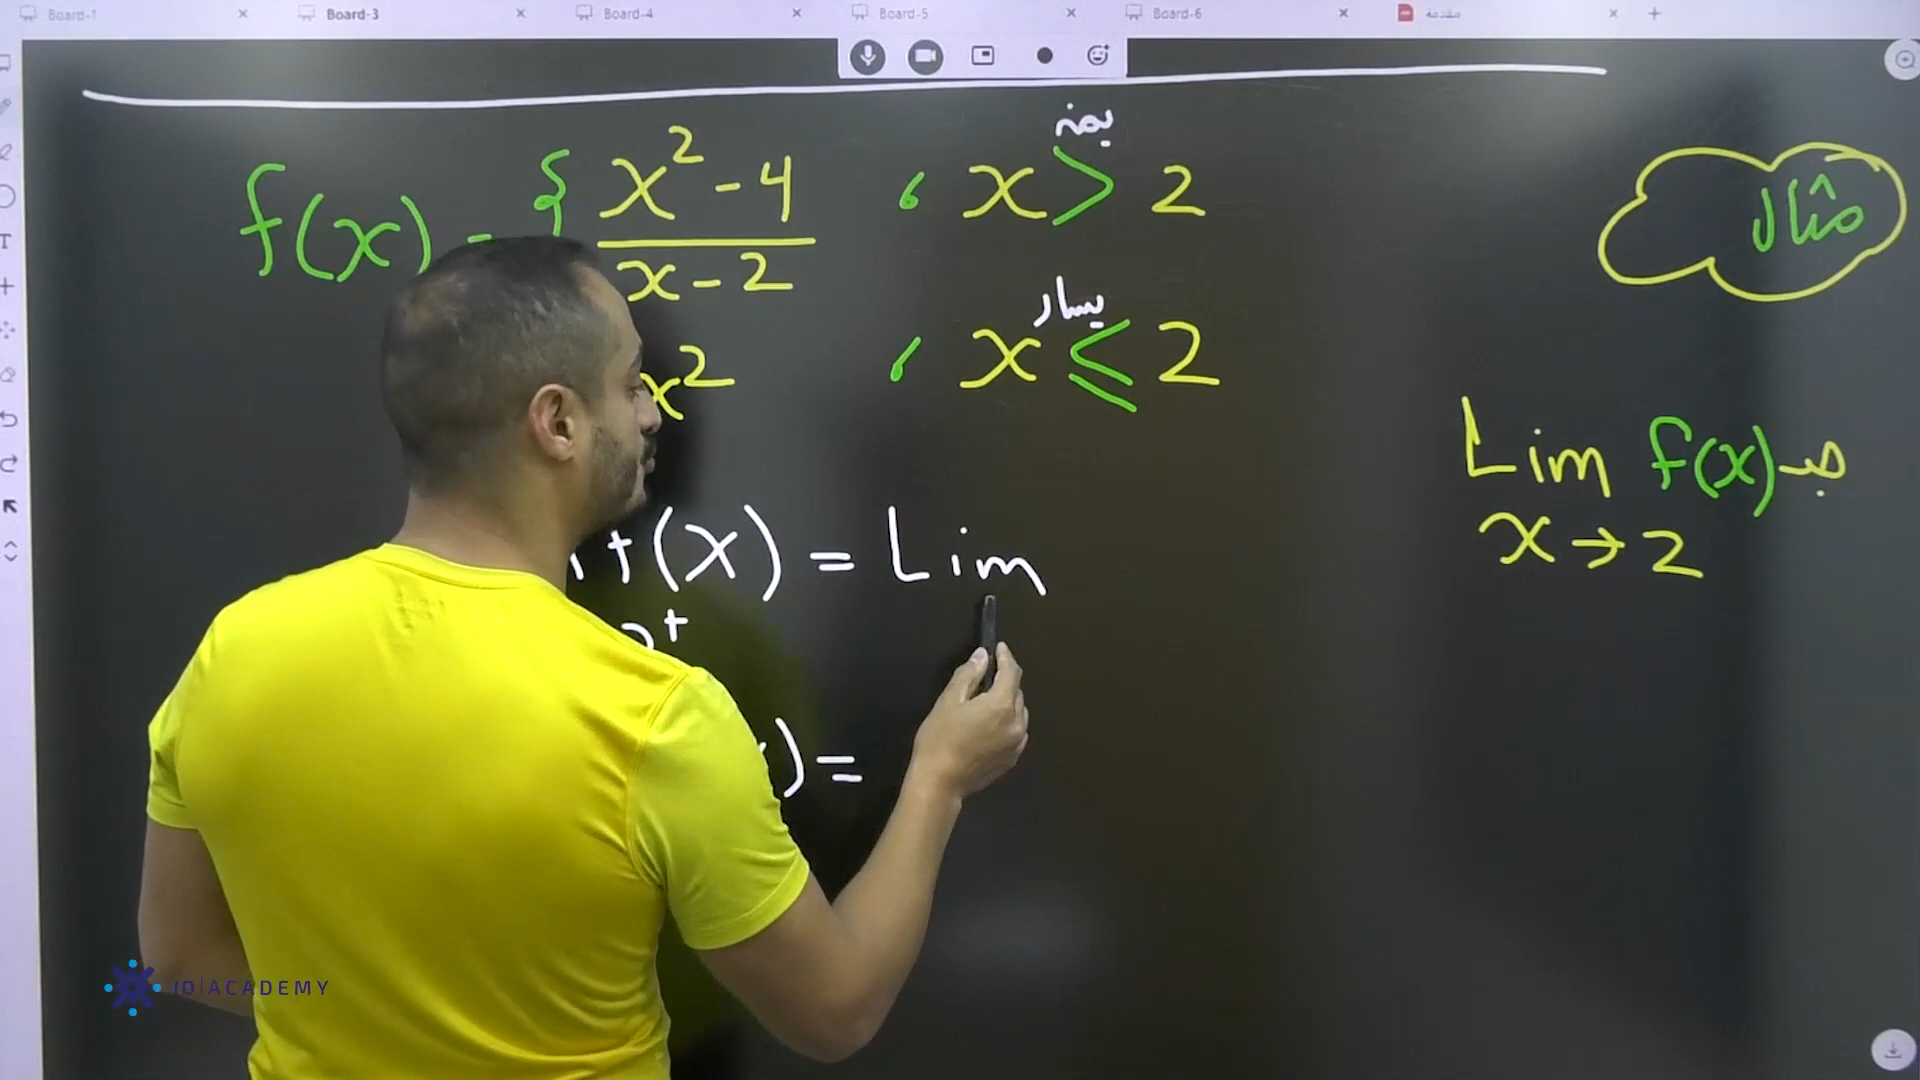 Board-1 Board-3 Board-4 Board-5 Board-6 مقدمة
f(x) = { x² - 4 / x - 2 , x > 2
يمين
مثال
x² , x ≤ 2
يسار
Lim f(x) جد
x → 2
(x) = Lim
+
) =
JO|ACADEMY